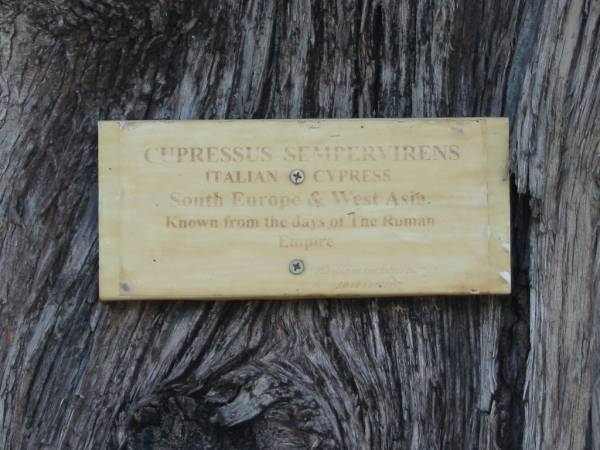 CUPRESSUS SEMPERVIRENS
ITALIAN CYPRESS
South Europe & West Asia.
Known from the days of The Roman
Empire